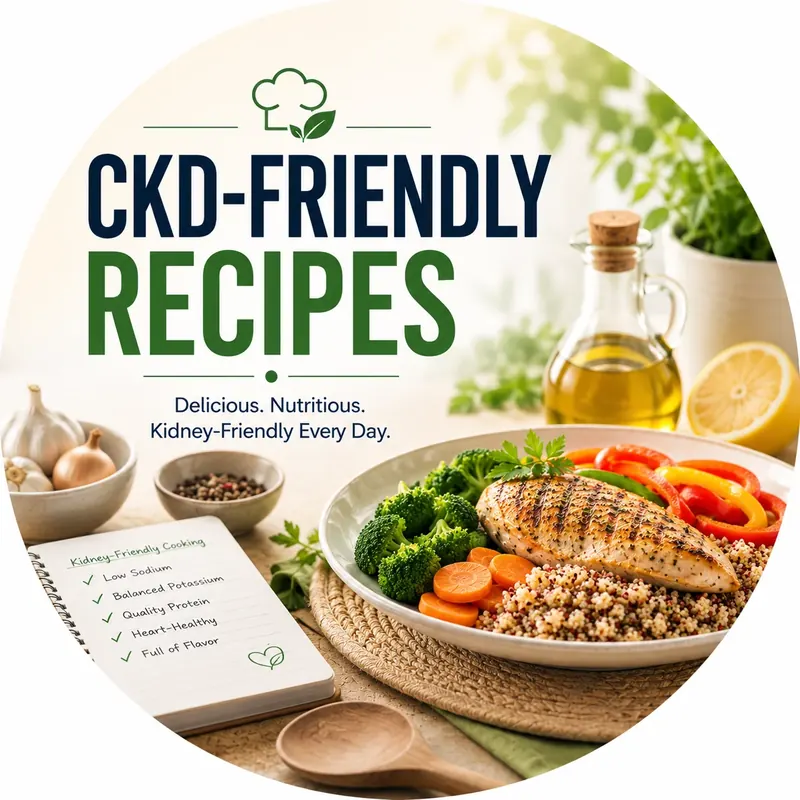 CKD-FRIENDLY
RECIPES
Delicious. Nutritious.
Kidney-Friendly Every Day.
Kidney-Friendly Cooking
✓ Low Sodium
✓ Balanced Potassium
✓ Quality Protein
✓ Heart-Healthy
✓ Full of Flavor